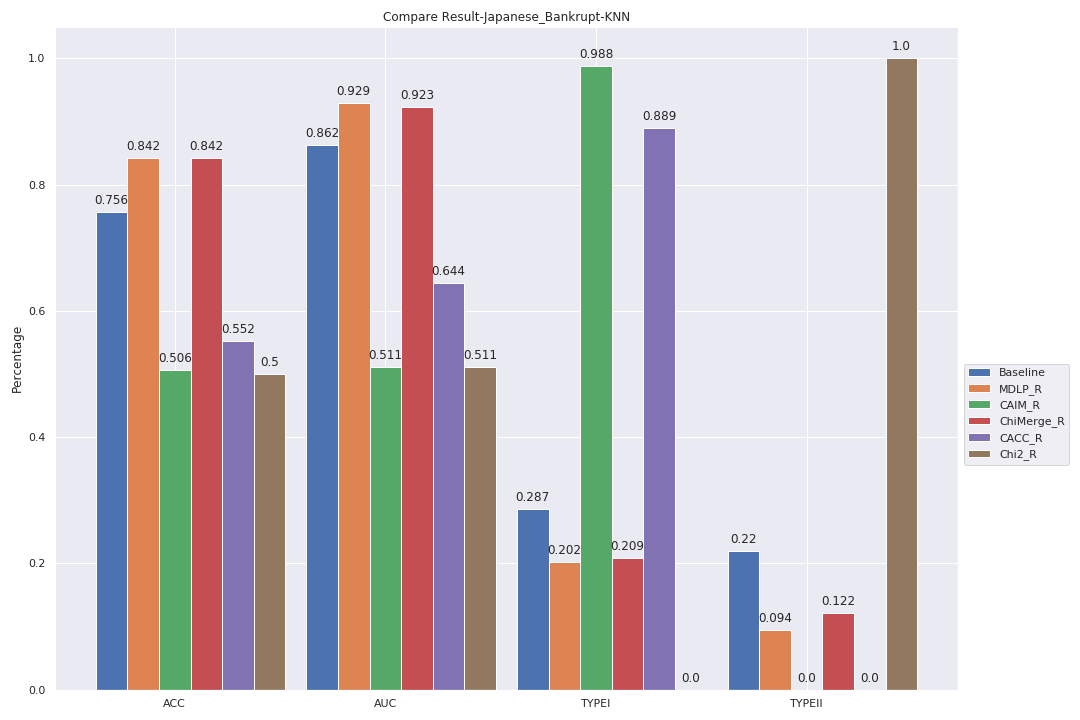 Compare Result-Japanese_Bankrupt-KNN
Percentage
1.0
0.8
0.6
0.4
0.2
0.0
0.756
0.842
0.506
0.842
0.552
0.5
0.862
0.929
0.511
0.923
0.644
0.511
0.287
0.202
0.988
0.209
0.889
0.0
0.22
0.094
0.0
0.122
0.0
1.0
ACC
AUC
TYPEI
TYPEII
Baseline
MDLP_R
CAIM_R
ChiMerge_R
CACC_R
Chi2_R